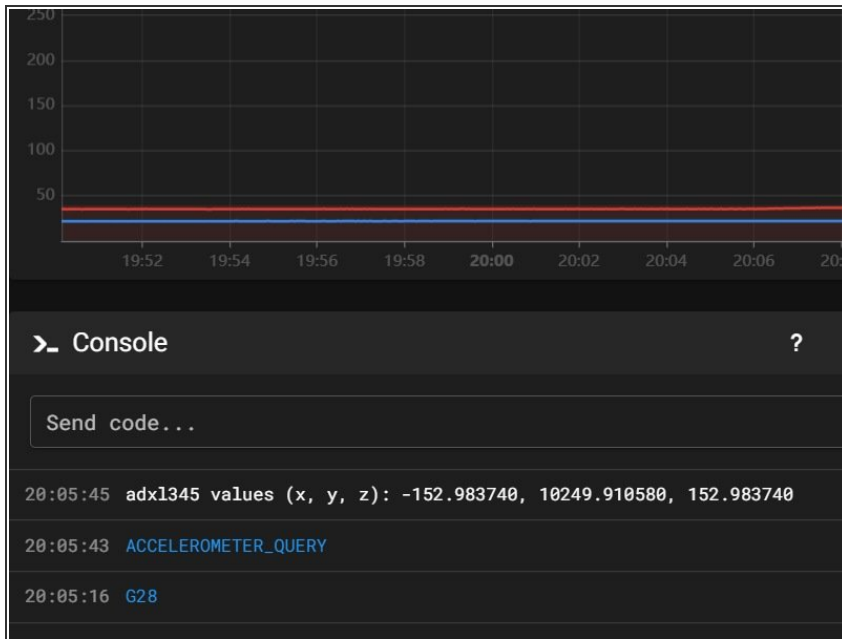 250
200
150
100
50
19:52 19:54 19:56 19:58 20:00 20:02 20:04 20:06 20:
Console ?
Send code...
20:05:45 adxl345 values (x, y, z): -152.983740, 10249.910580, 152.983740
20:05:43 ACCELEROMETER_QUERY
20:05:16 G28